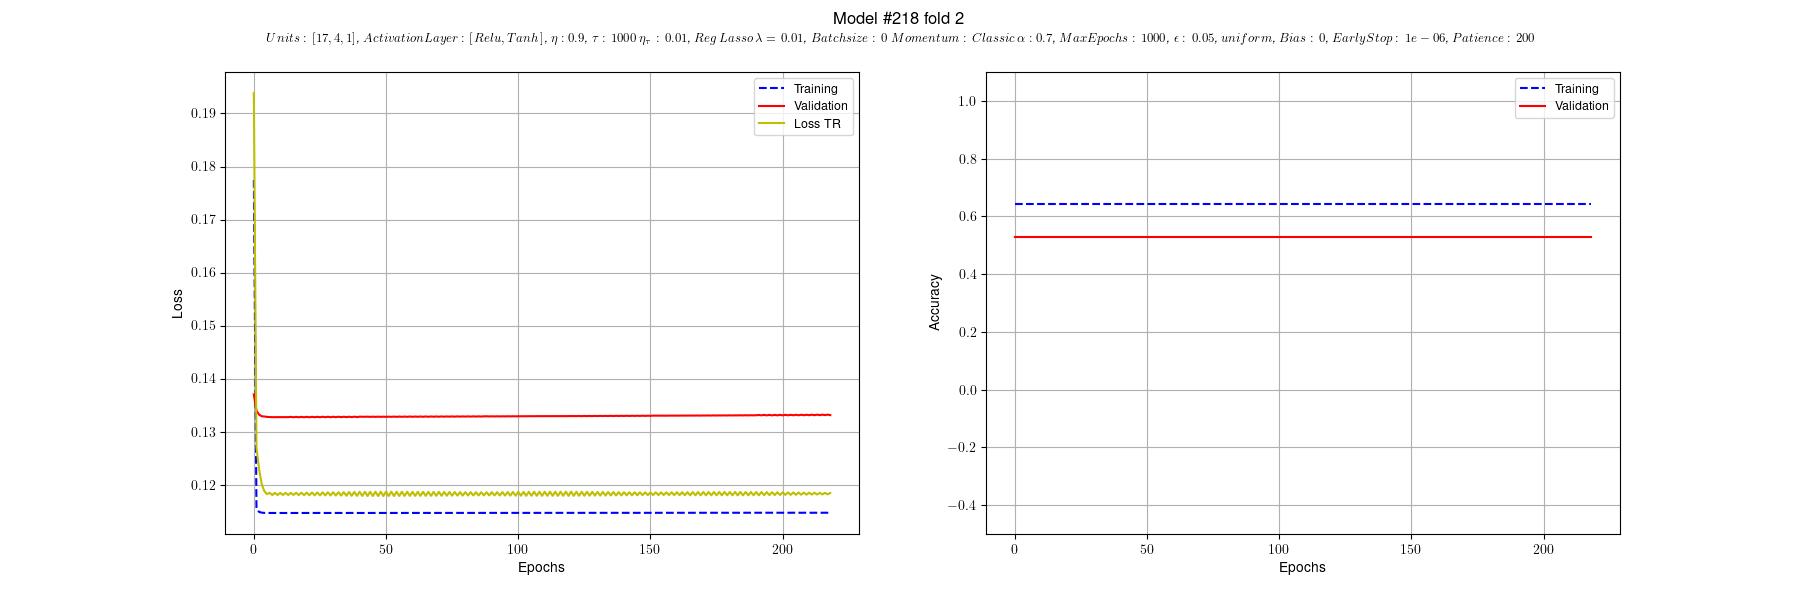 Model #218 fold 2
Units : [17, 4, 1], ActivationLayer : [Relu, Tanh], η : 0.9, τ : 1000 η_τ : 0.01, Reg Lasso λ = 0.01, Batchsize : 0 Momentum : Classic α : 0.7, MaxEpochs : 1000, ϵ : 0.05, uniform, Bias : 0, EarlyStop : 1e − 06, Patience : 200
Training
Validation
Loss TR
0.19
0.18
0.17
0.16
0.15
0.14
0.13
0.12
Loss
0 50 100 150 200
Epochs
Training
Validation
1.0
0.8
0.6
0.4
0.2
0.0
−0.2
−0.4
Accuracy
0 50 100 150 200
Epochs